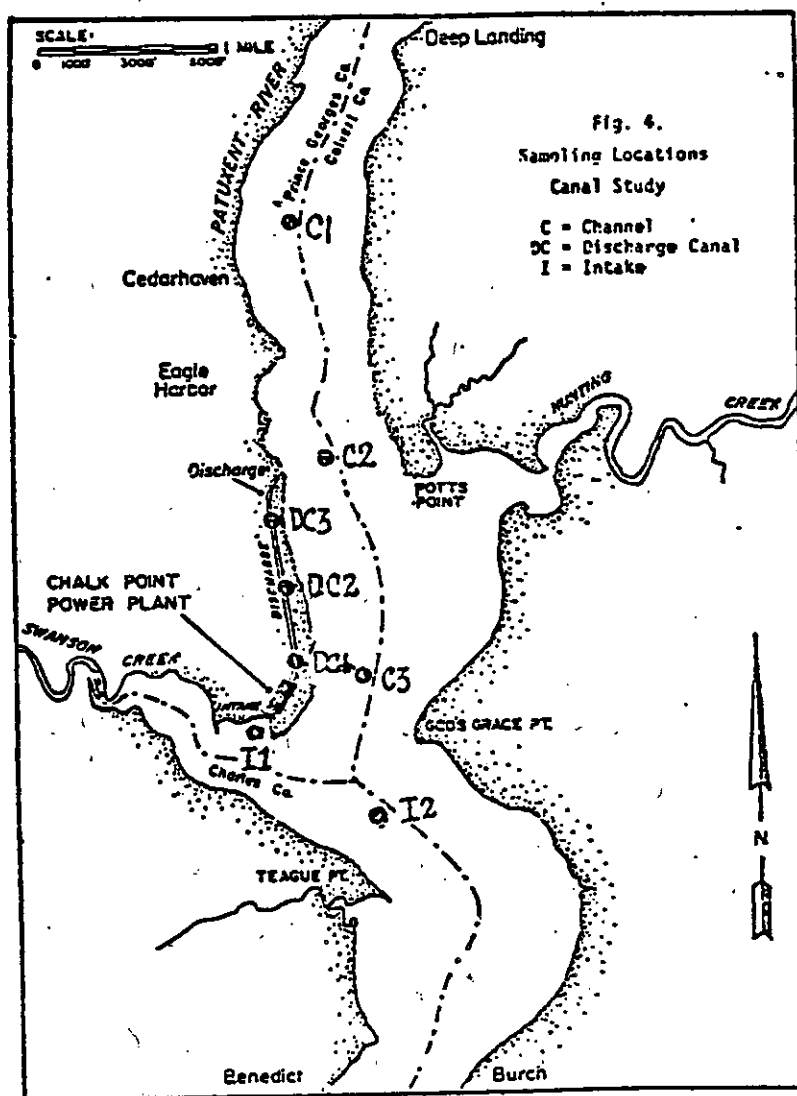 SCALE:
1 MILE
0 1000' 3000' 5000'
Deep Landing
PATUXENT RIVER
Prince Georges Co.
Calvert Co.
Fig. 4.
Sampling Locations
Canal Study
C = Channel
DC = Discharge Canal
I = Intake
C1
Cedarhaven
Eagle
Harbor
HUNTING
CREEK
C2
Discharge
POTTS
POINT
DC3
DISCHARGE
DC2
CHALK POINT
POWER PLANT
SWANSON
CREEK
DC1
C3
INTAKE
GOD'S GRACE PT.
I1
Charles Co.
I2
N
TEAGUE PT.
Benedict
Burch